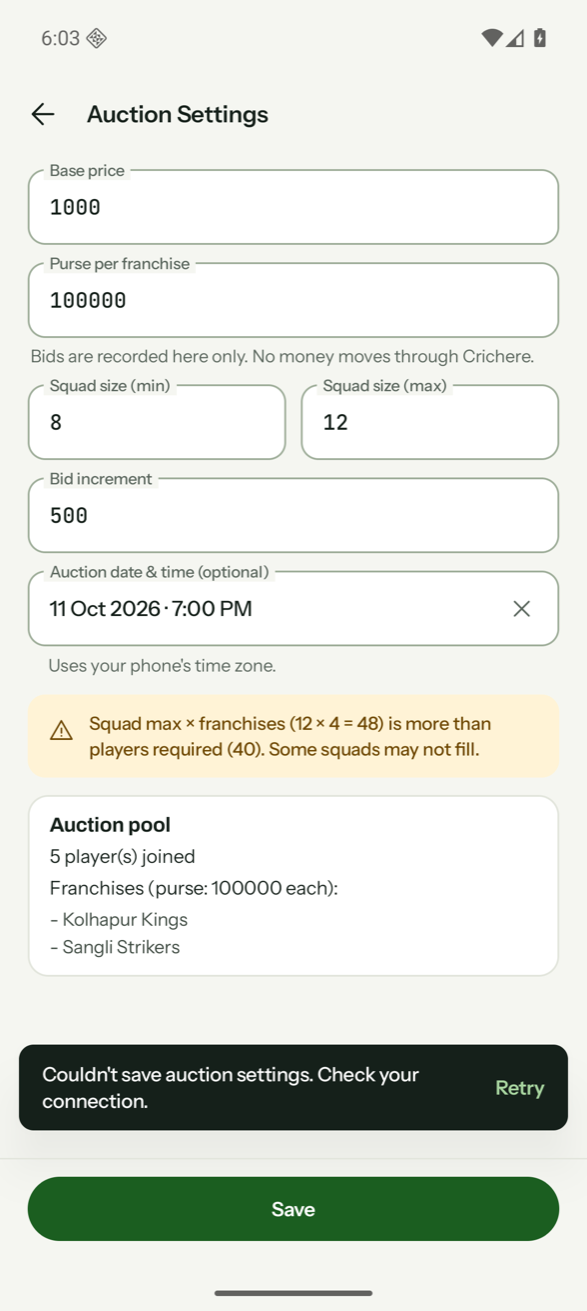 6:03
Auction Settings
Base price
1000
Purse per franchise
100000
Bids are recorded here only. No money moves through Crichere.
Squad size (min)
8
Squad size (max)
12
Bid increment
500
Auction date & time (optional)
11 Oct 2026 · 7:00 PM
Uses your phone's time zone.
Squad max × franchises (12 × 4 = 48) is more than
players required (40). Some squads may not fill.
Auction pool
5 player(s) joined
Franchises (purse: 100000 each):
- Kolhapur Kings
- Sangli Strikers
Couldn't save auction settings. Check your
connection.
Retry
Save